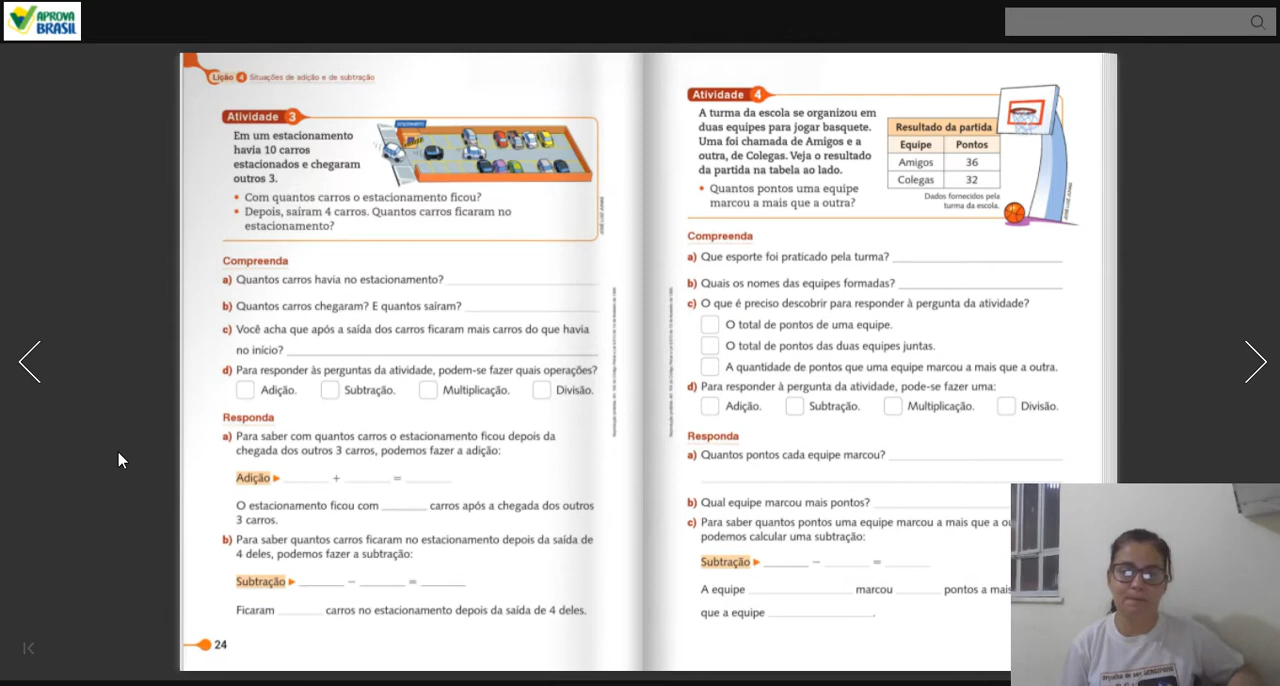 APROVA
BRASIL
Lição 4 Situações de adição e de subtração
Atividade 3
Em um estacionamento
havia 10 carros
estacionados e chegaram
outros 3.
• Com quantos carros o estacionamento ficou?
• Depois, saíram 4 carros. Quantos carros ficaram no
estacionamento?
Compreenda
a) Quantos carros havia no estacionamento?
b) Quantos carros chegaram? E quantos saíram?
c) Você acha que após a saída dos carros ficaram mais carros do que havia
no início?
d) Para responder às perguntas da atividade, podem-se fazer quais operações?
Adição. Subtração. Multiplicação. Divisão.
Responda
a) Para saber com quantos carros o estacionamento ficou depois da
chegada dos outros 3 carros, podemos fazer a adição:
Adição ▶ ______ + ______ = ______
O estacionamento ficou com ______ carros após a chegada dos outros
3 carros.
b) Para saber quantos carros ficaram no estacionamento depois da saída de
4 deles, podemos fazer a subtração:
Subtração ▶ ______ − ______ = ______
Ficaram ______ carros no estacionamento depois da saída de 4 deles.
24
Atividade 4
A turma da escola se organizou em
duas equipes para jogar basquete.
Uma foi chamada de Amigos e a
outra, de Colegas. Veja o resultado
da partida na tabela ao lado.
• Quantos pontos uma equipe
marcou a mais que a outra?
Resultado da partida
Equipe Pontos
Amigos 36
Colegas 32
Dados fornecidos pela
turma da escola.
Compreenda
a) Que esporte foi praticado pela turma?
b) Quais os nomes das equipes formadas?
c) O que é preciso descobrir para responder à pergunta da atividade?
O total de pontos de uma equipe.
O total de pontos das duas equipes juntas.
A quantidade de pontos que uma equipe marcou a mais que a outra.
d) Para responder à pergunta da atividade, pode-se fazer uma:
Adição. Subtração. Multiplicação. Divisão.
Responda
a) Quantos pontos cada equipe marcou?
b) Qual equipe marcou mais pontos?
c) Para saber quantos pontos uma equipe marcou a mais que a
podemos calcular uma subtração:
Subtração ▶ ______ − ______ = ______
A equipe ______ marcou ______ pontos a mais
que a equipe ______.